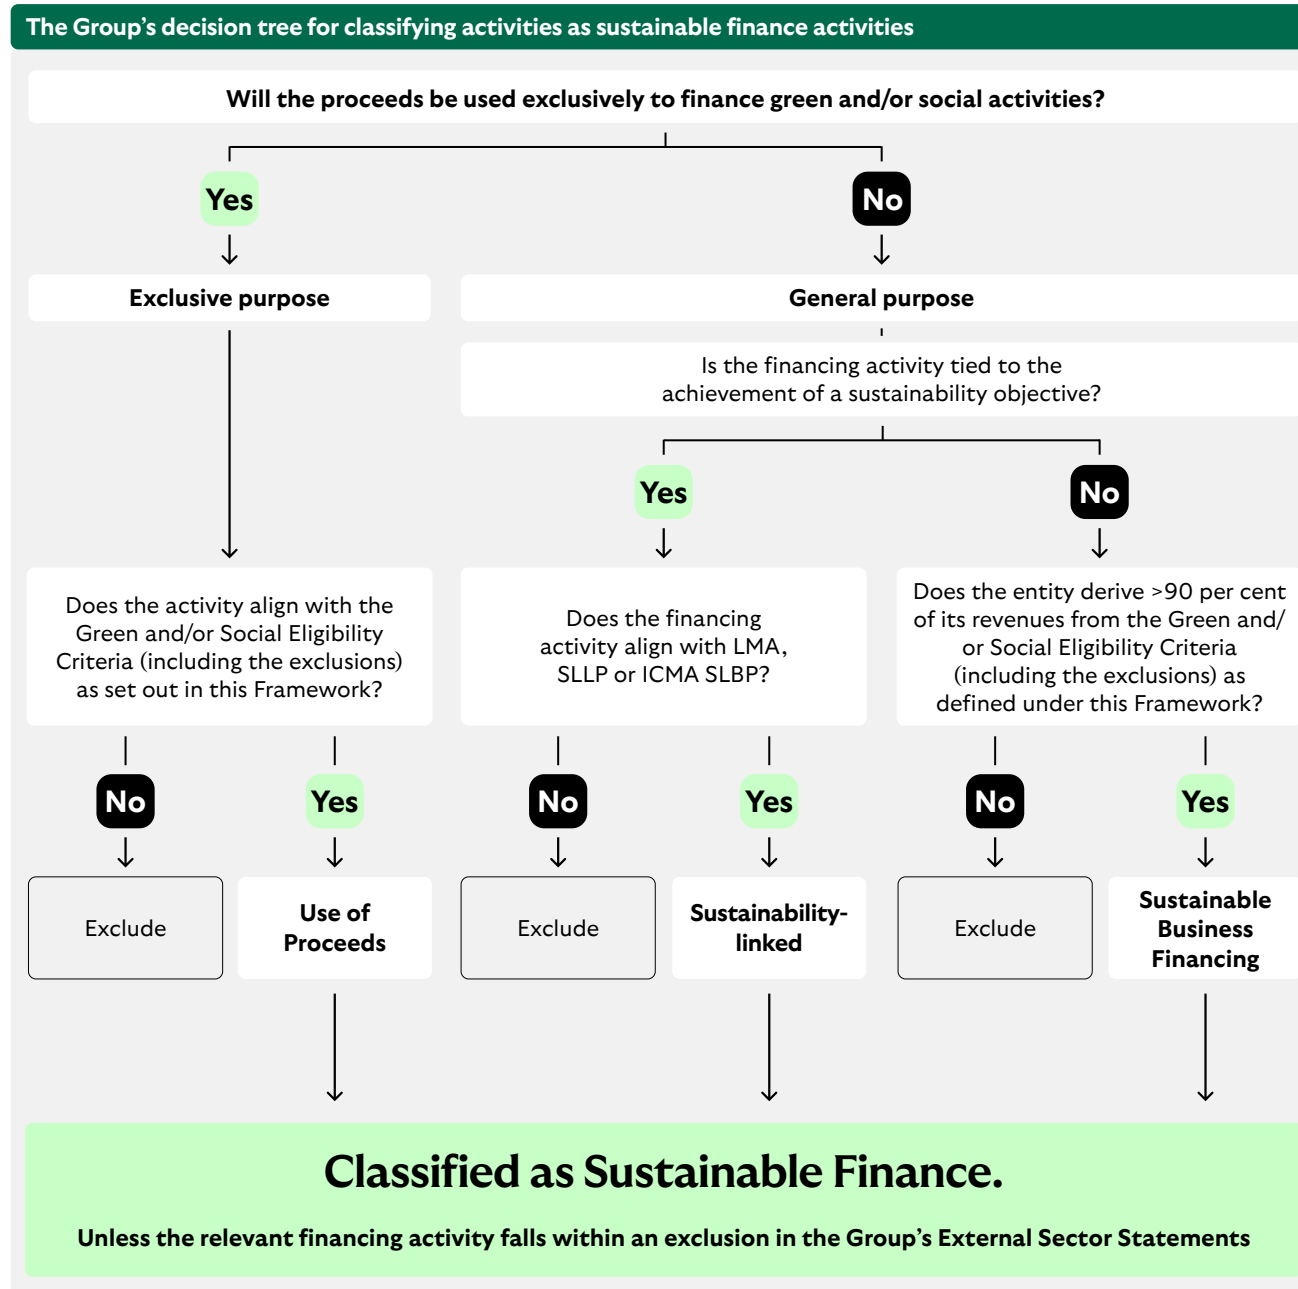 The Group’s decision tree for classifying activities as sustainable finance activities
Will the proceeds be used exclusively to finance green and/or social activities?
Yes
No
Exclusive purpose
General purpose
Is the financing activity tied to the
achievement of a sustainability objective?
Yes
No
Does the activity align with the
Green and/or Social Eligibility
Criteria (including the exclusions)
as set out in this Framework?
Does the financing
activity align with LMA,
SLLP or ICMA SLBP?
Does the entity derive >90 per cent
of its revenues from the Green and/
or Social Eligibility Criteria
(including the exclusions) as
defined under this Framework?
No
Yes
No
Yes
No
Yes
Exclude
Use of
Proceeds
Exclude
Sustainability-
linked
Exclude
Sustainable
Business
Financing
Classified as Sustainable Finance.
Unless the relevant financing activity falls within an exclusion in the Group’s External Sector Statements